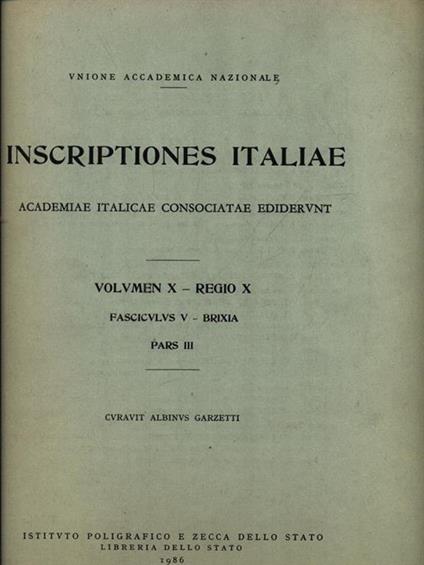 VNIONE ACCADEMICA NAZIONALE
INSCRIPTIONES ITALIAE
ACADEMIAE ITALICAE CONSOCIATAE EDIDERVNT
VOLVMEN X – REGIO X
FASCICVLVS V – BRIXIA
PARS III
CVRAVIT ALBINVS GARZETTI
ISTITVTO POLIGRAFICO E ZECCA DELLO STATO
LIBRERIA DELLO STATO
1986